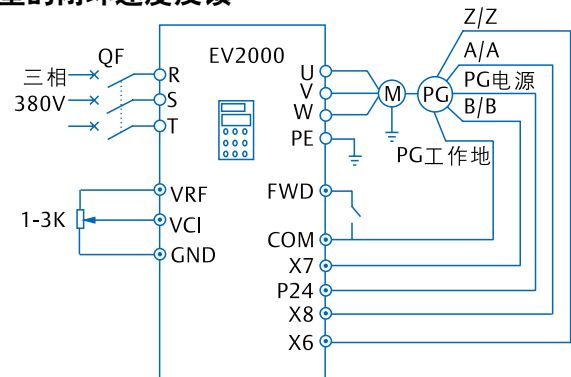 QF
EV2000
三相
380V
R
S
T
U
V
W
PE
M
PG
Z/Z
A/A
PG电源
B/B
PG工作地
1-3K
VRF
VCI
GND
FWD
COM
X7
P24
X8
X6